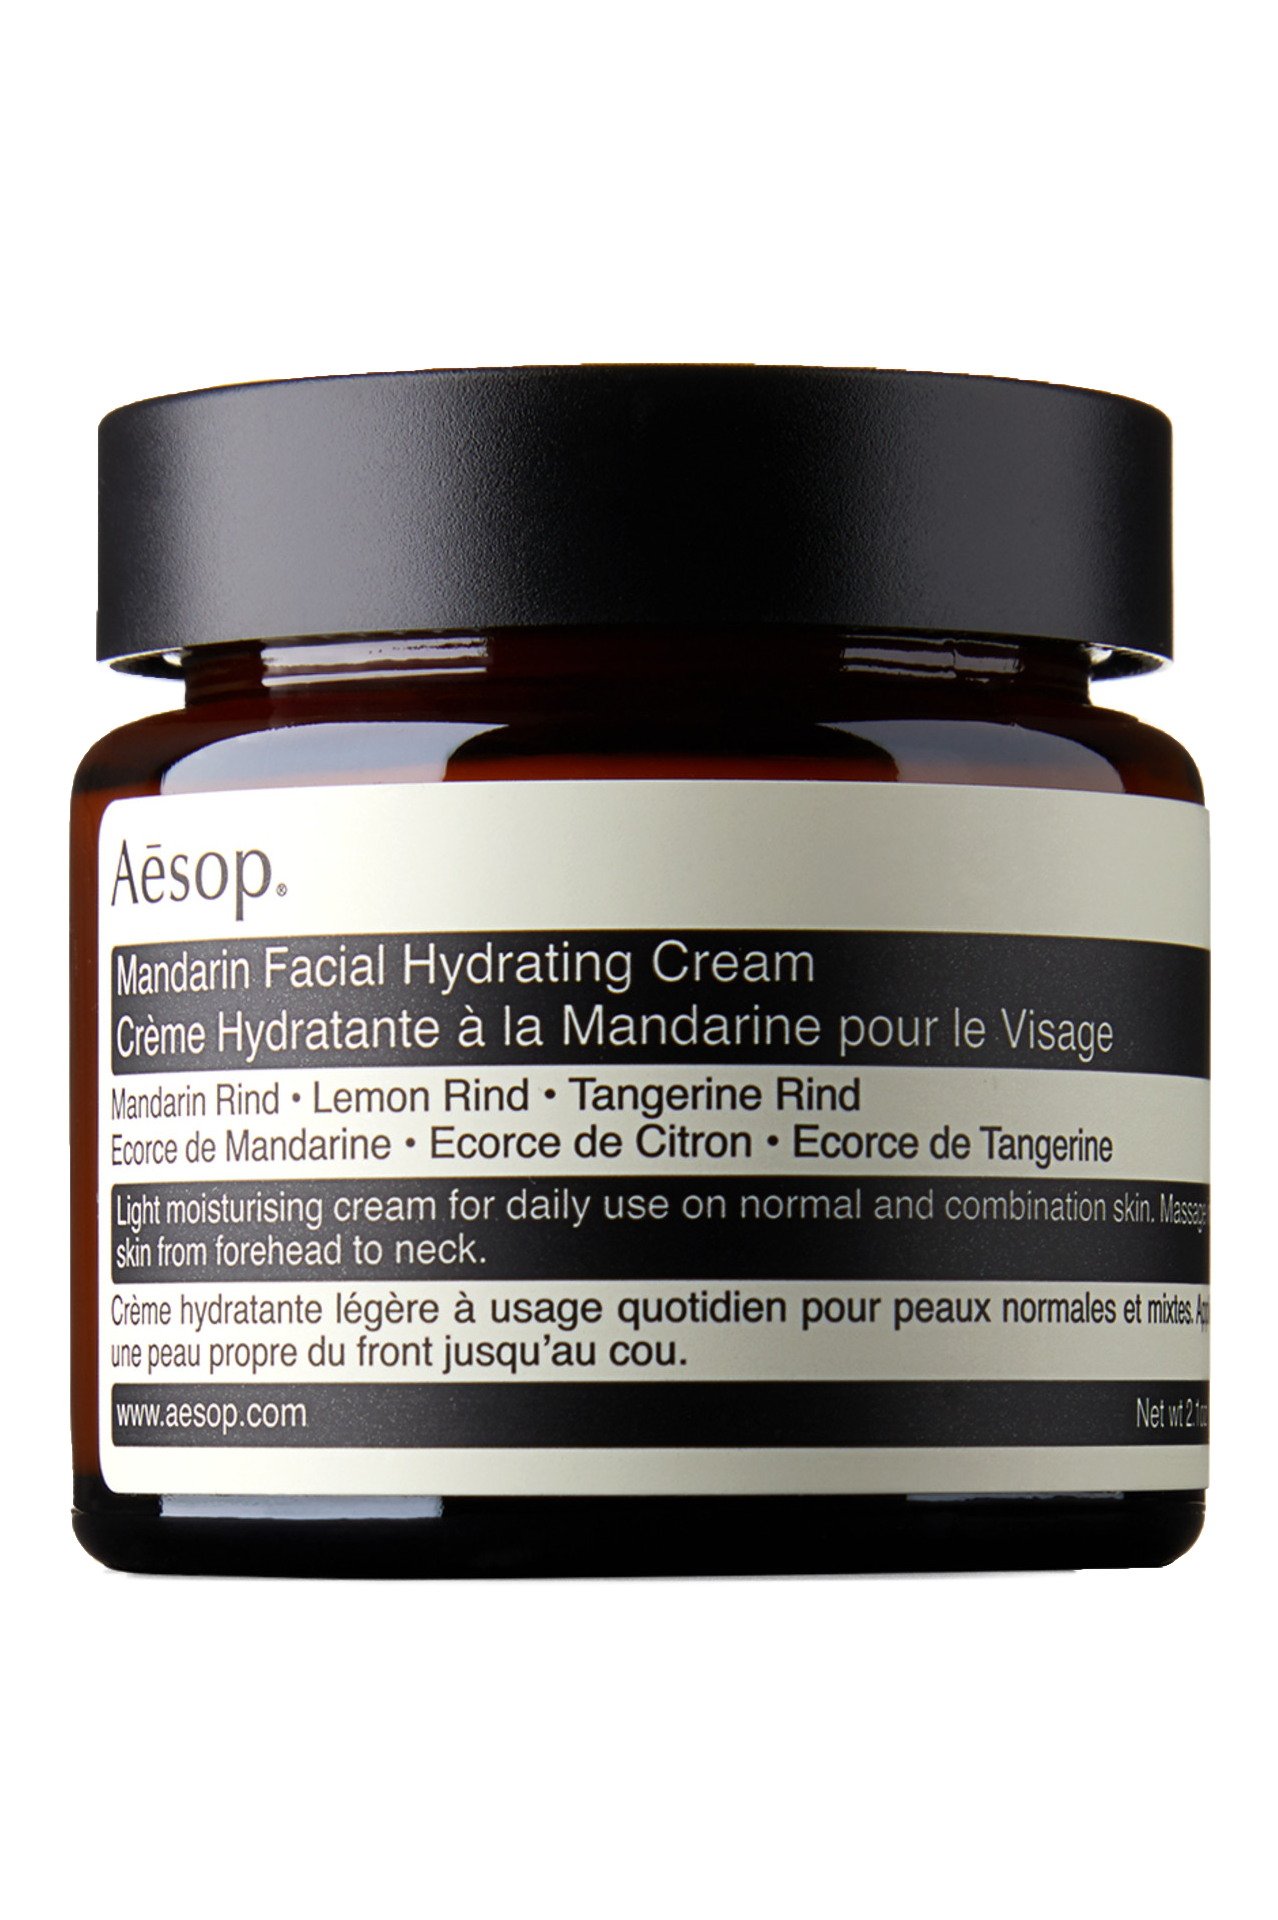 Aēsop.®
Mandarin Facial Hydrating Cream
Crème Hydratante à la Mandarine pour le Visage
Mandarin Rind • Lemon Rind • Tangerine Rind
Ecorce de Mandarine • Ecorce de Citron • Ecorce de Tangerine
Light moisturising cream for daily use on normal and combination skin. Massage
skin from forehead to neck.
Crème hydratante légère à usage quotidien pour peaux normales et mixtes.
une peau propre du front jusqu’au cou.
www.aesop.com Net wt 2.1oz